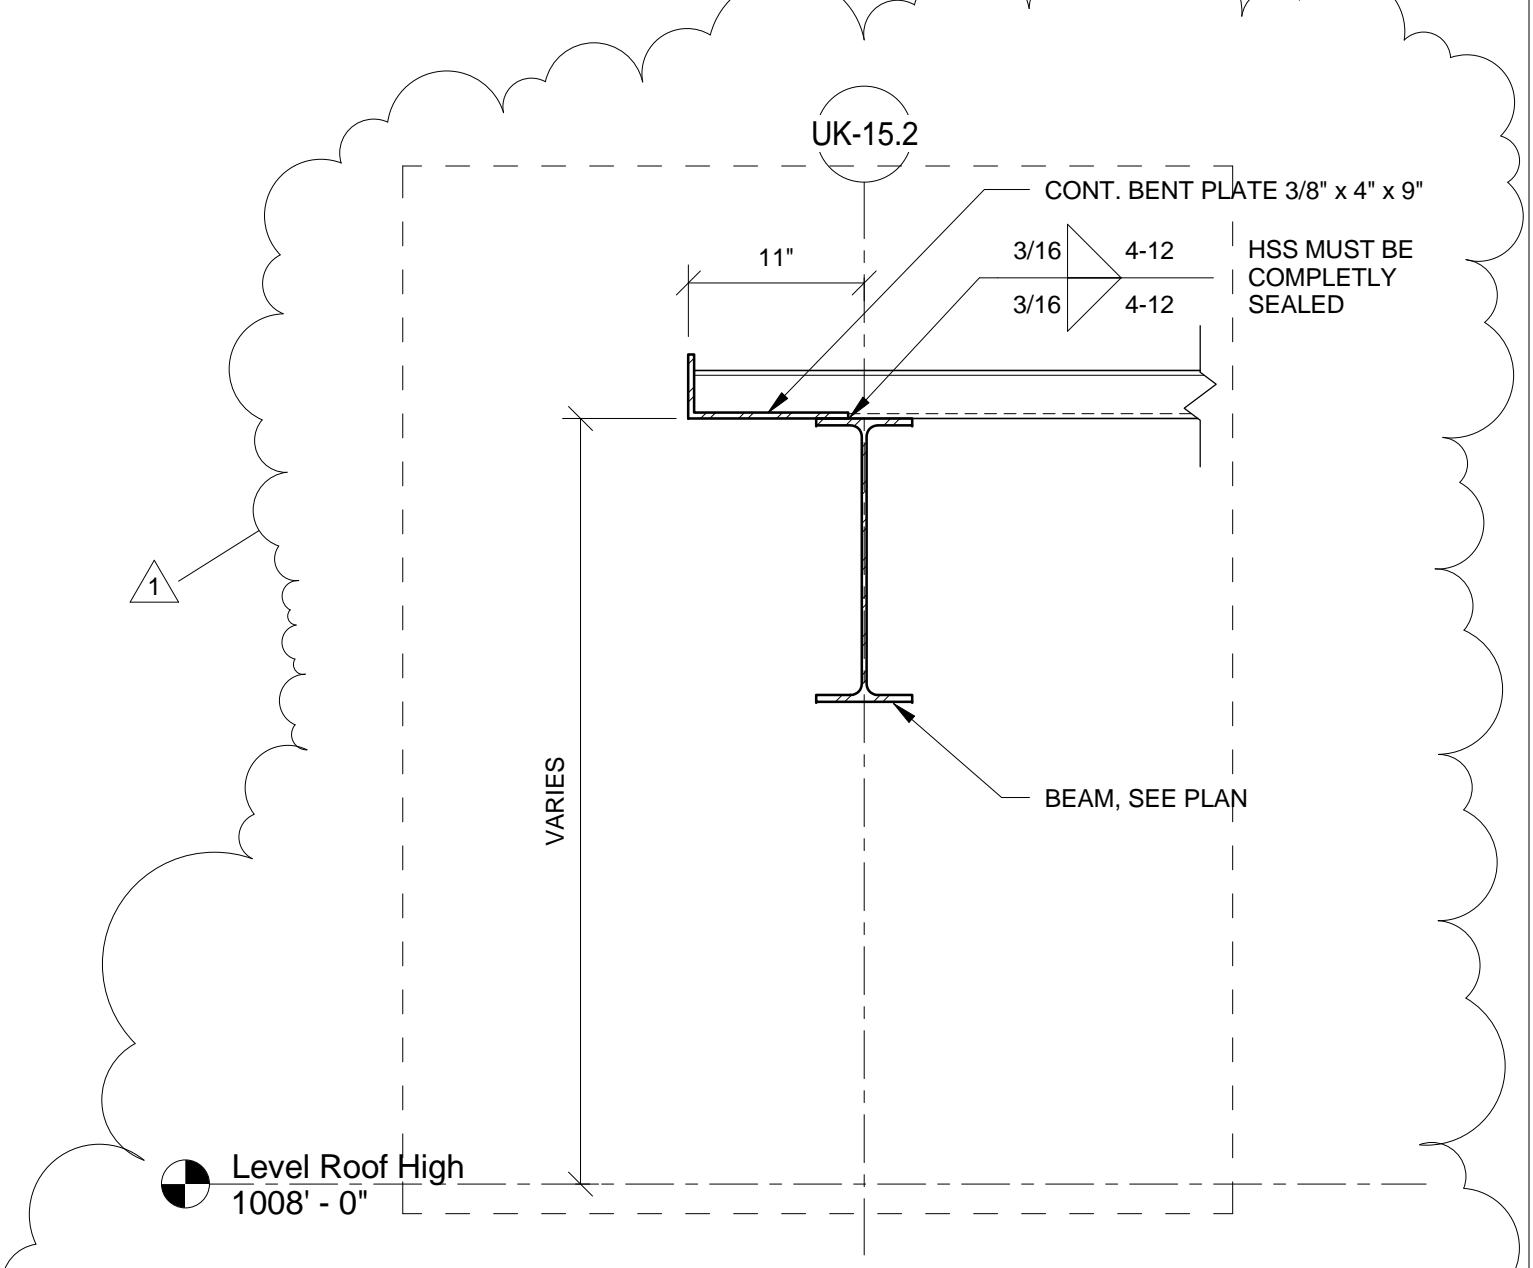 UK-15.2
CONT. BENT PLATE 3/8" x 4" x 9"
3/16
4-12
3/16
4-12
HSS MUST BE
COMPLETLY
SEALED
11"
1
VARIES
BEAM, SEE PLAN
Level Roof High
1008' - 0"